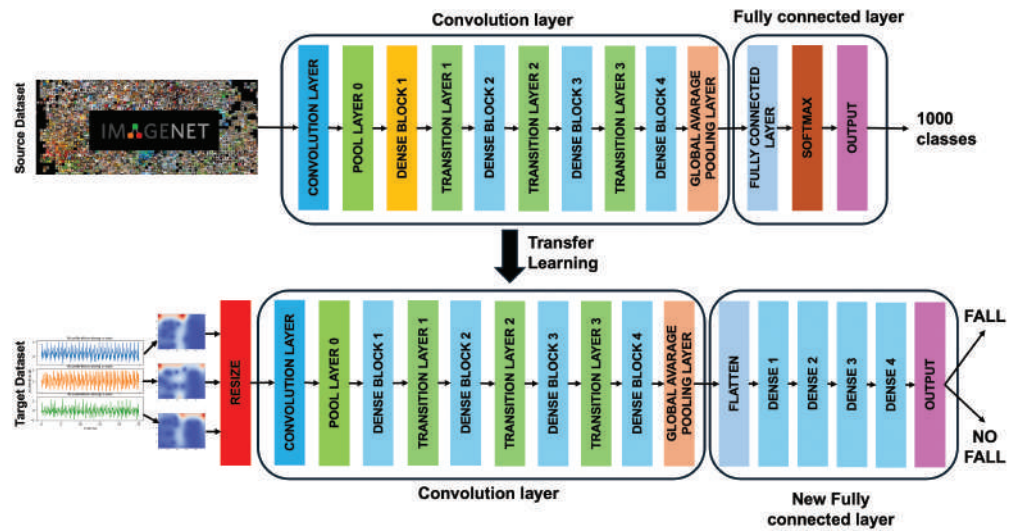 Convolution layer
Fully connected layer
Source Dataset
IMAGENET
CONVOLUTION LAYER
POOL LAYER 0
DENSE BLOCK 1
TRANSITION LAYER 1
DENSE BLOCK 2
TRANSITION LAYER 2
DENSE BLOCK 3
TRANSITION LAYER 3
DENSE BLOCK 4
GLOBAL AVARAGE
POOLING LAYER
FULLY CONNECTED
LAYER
SOFTMAX
OUTPUT
1000
classes
Transfer
Learning
Target Dataset
RESIZE
CONVOLUTION LAYER
POOL LAYER 0
DENSE BLOCK 1
TRANSITION LAYER 1
DENSE BLOCK 2
TRANSITION LAYER 2
DENSE BLOCK 3
TRANSITION LAYER 3
DENSE BLOCK 4
GLOBAL AVARAGE
POOLING LAYER
FLATTEN
DENSE 1
DENSE 2
DENSE 3
DENSE 4
OUTPUT
FALL
NO
FALL
Convolution layer
New Fully
connected layer